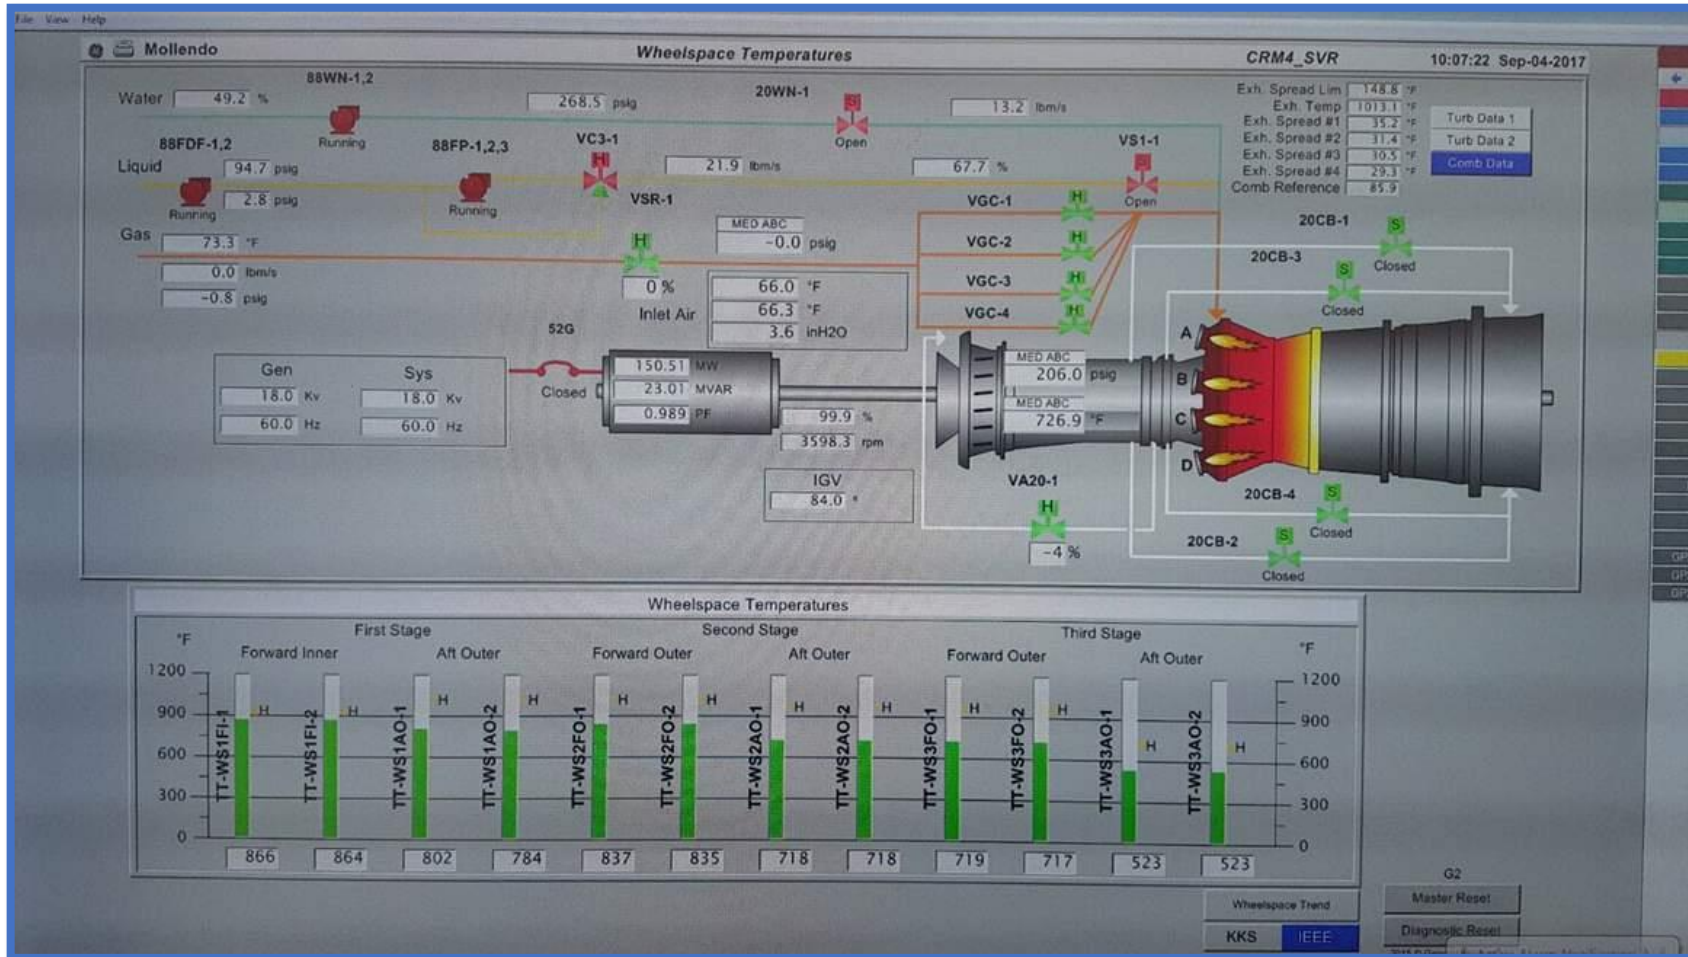 File View Help
Mollendo
Wheelspace Temperatures
CRM4_SVR
10:07:22 Sep-04-2017
88WN-1,2
Water 49.2 %
Running
268.5 psig
20WN-1
S
Open
13.2 lbm/s
Exh. Spread Lim 148.8 °F
Exh. Temp 1013.1 °F
Exh. Spread #1 35.2 °F
Exh. Spread #2 31.4 °F
Exh. Spread #3 30.5 °F
Exh. Spread #4 29.3 °F
Comb Reference 85.9
Turb Data 1
Turb Data 2
Comb Data
88FDF-1,2
Liquid 94.7 psig
Running
2.8 psig
88FP-1,2,3
Running
VC3-1
H
21.9 lbm/s
67.7 %
VS1-1
S
Open
Gas
73.3 °F
0.0 lbm/s
-0.8 psig
VSR-1
H
0 %
MED ABC
-0.0 psig
VGC-1
H
VGC-2
H
VGC-3
H
VGC-4
H
20CB-1
S
Closed
20CB-3
S
Closed
Inlet Air
66.0 °F
66.3 °F
3.6 inH2O
52G
Closed
Gen
18.0 Kv
60.0 Hz
Sys
18.0 Kv
60.0 Hz
150.51 MW
23.01 MVAR
0.989 PF
99.9 %
3598.3 rpm
IGV
84.0 °
MED ABC
206.0 psig
MED ABC
726.9 °F
A
B
C
D
VA20-1
H
-4 %
20CB-4
S
Closed
20CB-2
S
Closed
Wheelspace Temperatures
First Stage
Second Stage
Third Stage
Forward Inner
Aft Outer
Forward Outer
Aft Outer
Forward Outer
Aft Outer
°F
1200
900
600
300
0
TT-WS1FI-1
H
TT-WS1FI-2
H
TT-WS1AO-1
H
TT-WS1AO-2
H
TT-WS2FO-1
H
TT-WS2FO-2
H
TT-WS2AO-1
H
TT-WS2AO-2
H
TT-WS3FO-1
H
TT-WS3FO-2
H
TT-WS3AO-1
H
TT-WS3AO-2
H
°F
1200
900
600
300
0
866 864 802 784 837 835 718 718 719 717 523 523
Wheelspace Trend
KKS IEEE
G2
Master Reset
Diagnostic Reset
GP
GP
GP